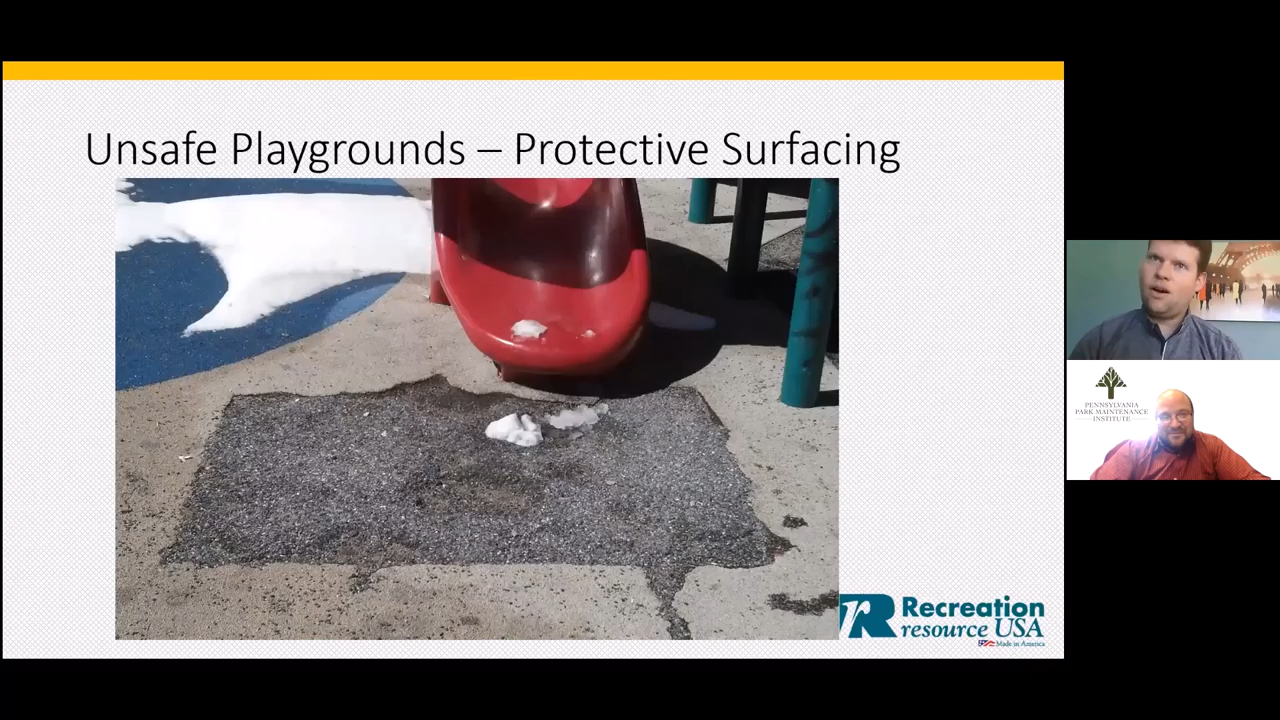 Unsafe Playgrounds – Protective Surfacing
PENNSYLVANIA
PARK MAINTENANCE
INSTITUTE
Recreation
resource USA
Made in America